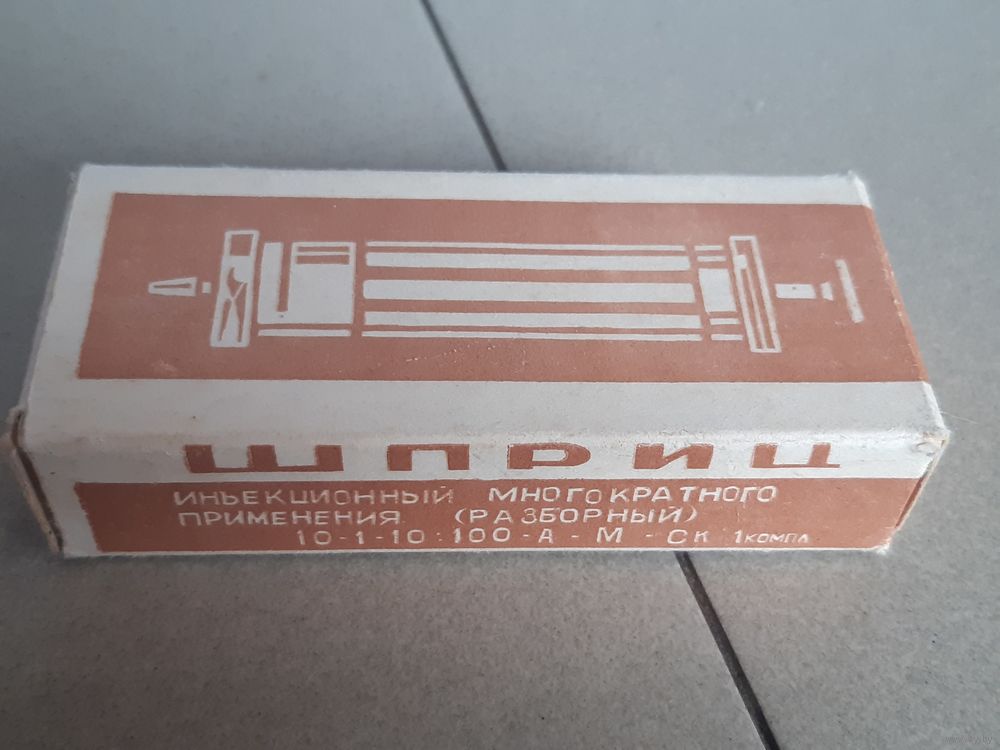 ШПРИЦ
ИНЬЕКЦИОННЫЙ МНОГОКРАТНОГО
ПРИМЕНЕНИЯ (РАЗБОРНЫЙ)
10-1-10:100-А-М-СК 1КОМПЛ